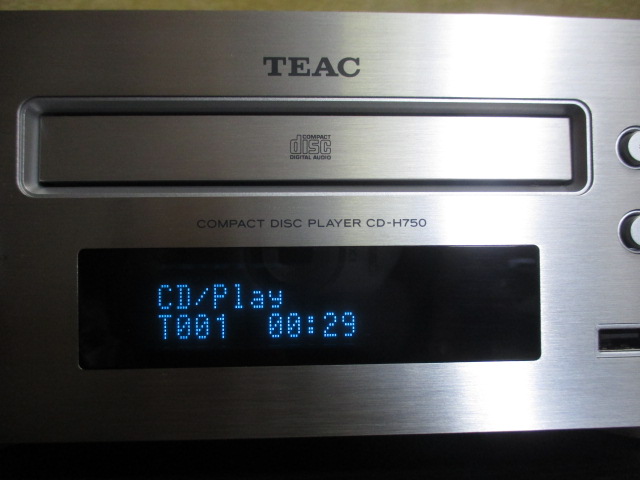 TEAC
COMPACT
disc
DIGITAL AUDIO
COMPACT DISC PLAYER CD-H750
CD/Play
T001 00:29